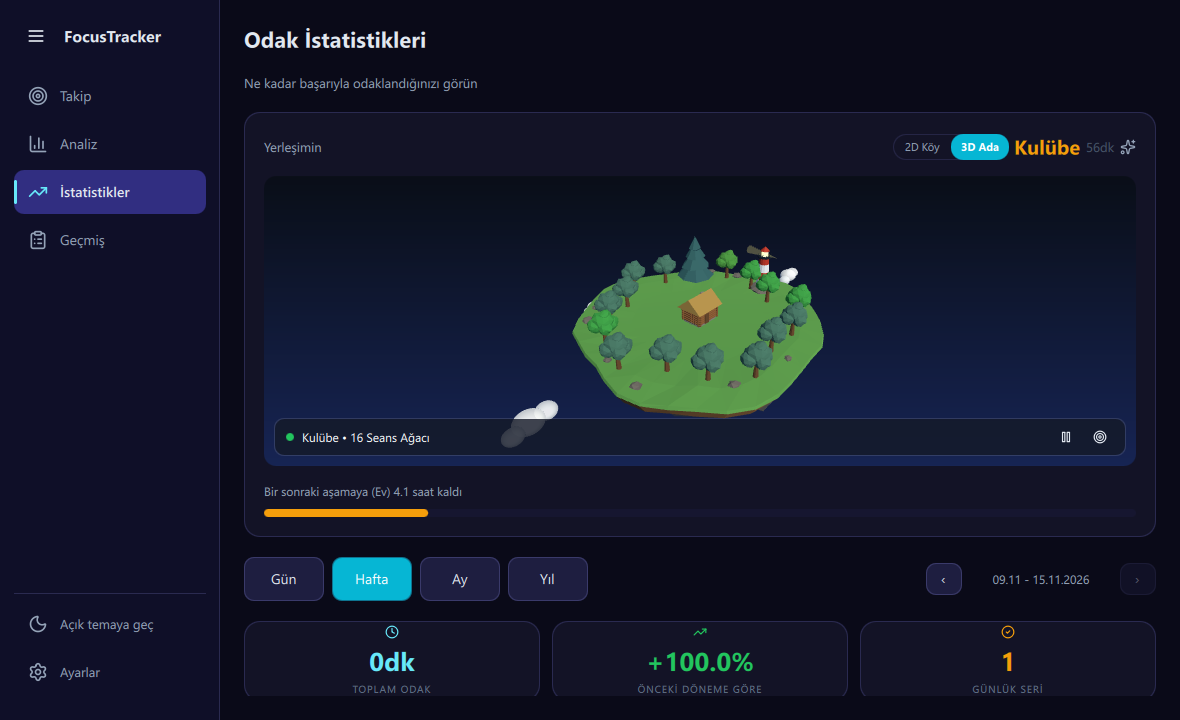 FocusTracker
Takip
Analiz
İstatistikler
Geçmiş
Açık temaya geç
Ayarlar
Odak İstatistikleri
Ne kadar başarıyla odaklandığınızı görün
Yerleşimin
2D Köy 3D Ada Kulübe 56dk
Kulübe • 16 Seans Ağacı
Bir sonraki aşamaya (Ev) 4.1 saat kaldı
Gün Hafta Ay Yıl ‹ 09.11 - 15.11.2026 ›
0dk
TOPLAM ODAK
+100.0%
ÖNCEKİ DÖNEME GÖRE
1
GÜNLÜK SERİ